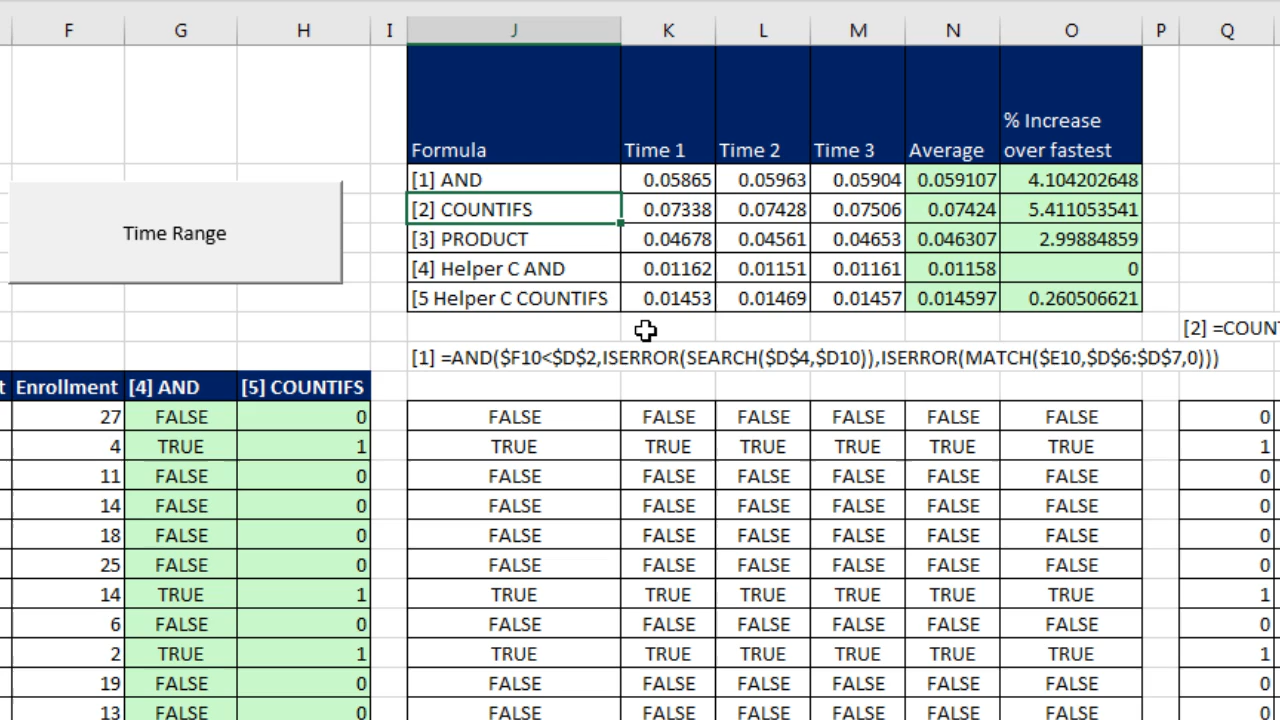 F G H I J K L M N O P Q
% Increase
Formula Time 1 Time 2 Time 3 Average over fastest
[1] AND 0.05865 0.05963 0.05904 0.059107 4.104202648
[2] COUNTIFS 0.07338 0.07428 0.07506 0.07424 5.411053541
Time Range
[3] PRODUCT 0.04678 0.04561 0.04653 0.046307 2.99884859
[4] Helper C AND 0.01162 0.01151 0.01161 0.01158 0
[5 Helper C COUNTIFS 0.01453 0.01469 0.01457 0.014597 0.260506621
[2] =COUN
[1] =AND($F10<$D$2,ISERROR(SEARCH($D$4,$D10)),ISERROR(MATCH($E10,$D$6:$D$7,0)))
t Enrollment [4] AND [5] COUNTIFS
27 FALSE 0 FALSE FALSE FALSE FALSE FALSE FALSE 0
4 TRUE 1 TRUE TRUE TRUE TRUE TRUE TRUE 1
11 FALSE 0 FALSE FALSE FALSE FALSE FALSE FALSE 0
14 FALSE 0 FALSE FALSE FALSE FALSE FALSE FALSE 0
18 FALSE 0 FALSE FALSE FALSE FALSE FALSE FALSE 0
25 FALSE 0 FALSE FALSE FALSE FALSE FALSE FALSE 0
14 TRUE 1 TRUE TRUE TRUE TRUE TRUE TRUE 1
6 FALSE 0 FALSE FALSE FALSE FALSE FALSE FALSE 0
2 TRUE 1 TRUE TRUE TRUE TRUE TRUE TRUE 1
19 FALSE 0 FALSE FALSE FALSE FALSE FALSE FALSE 0
13 FALSE 0 FALSE FALSE FALSE FALSE FALSE FALSE 0